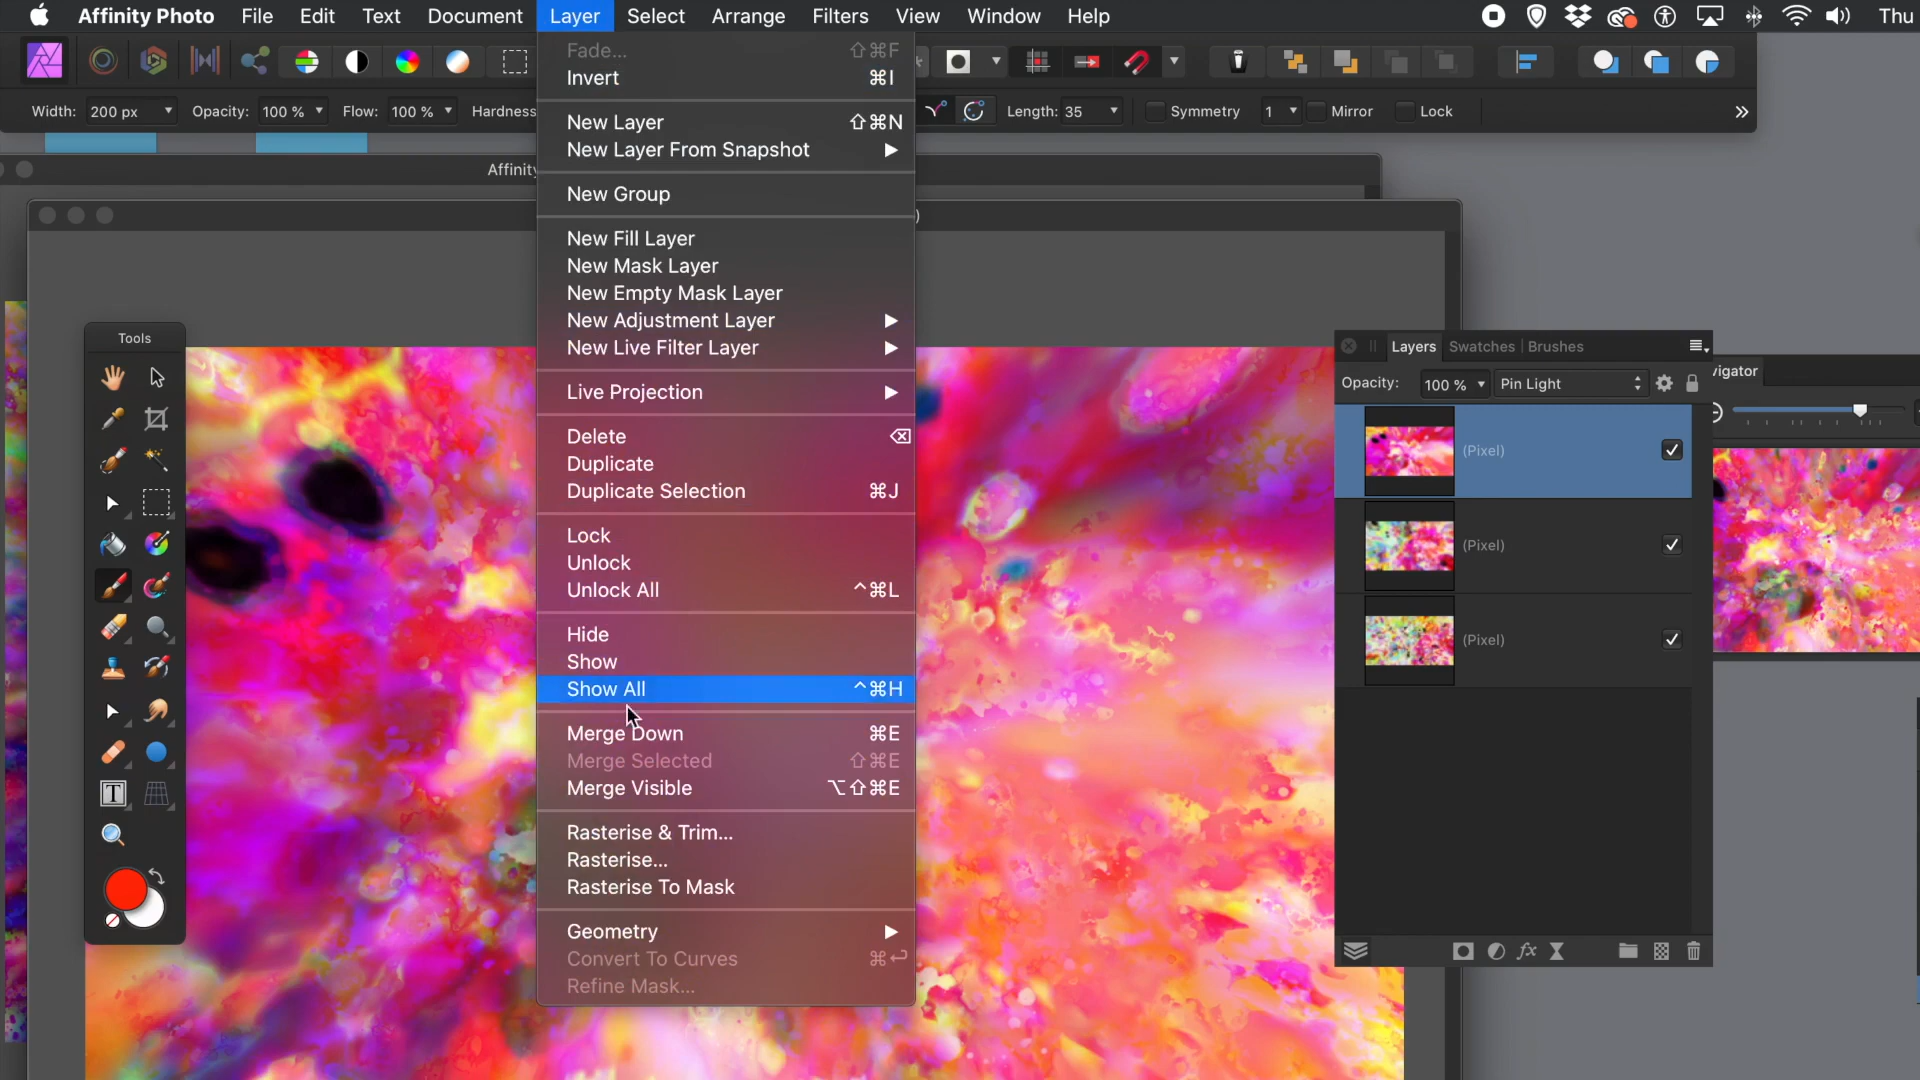 Affinity Photo File Edit Text Document Layer Select Arrange Filters View Window Help Thu
Width: 200 px Opacity: 100 % Flow: 100 % Hardness Length: 35 Symmetry 1 Mirror Lock
Tools
Fade... ⇧⌘F
Invert ⌘I
New Layer ⇧⌘N
New Layer From Snapshot
New Group
New Fill Layer
New Mask Layer
New Empty Mask Layer
New Adjustment Layer
New Live Filter Layer
Live Projection
Delete ⌫
Duplicate
Duplicate Selection ⌘J
Lock
Unlock
Unlock All ^⌘L
Hide
Show
Show All ^⌘H
Merge Down ⌘E
Merge Selected ⇧⌘E
Merge Visible ⌥⇧⌘E
Rasterise & Trim...
Rasterise...
Rasterise To Mask
Geometry
Convert To Curves ⌘↩
Refine Mask...
Layers Swatches Brushes
Opacity: 100 % Pin Light
(Pixel)
(Pixel)
(Pixel)